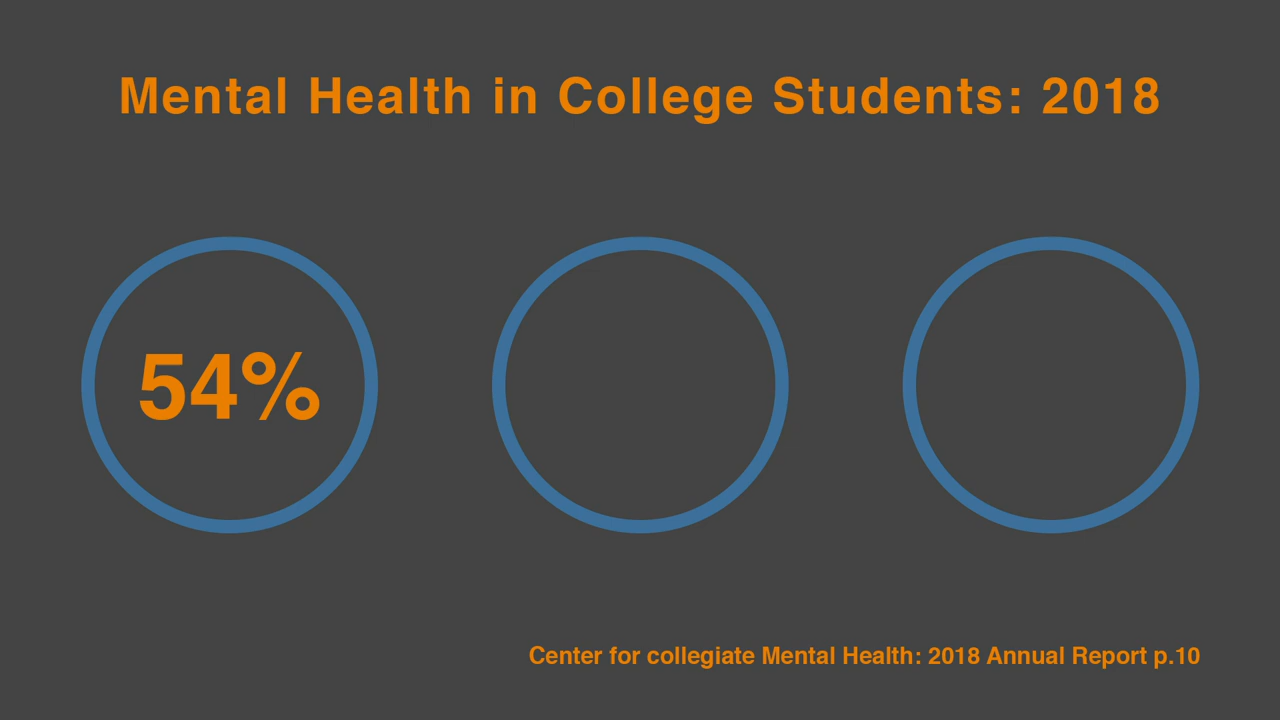 Mental Health in College Students: 2018
54%
Center for collegiate Mental Health: 2018 Annual Report p.10